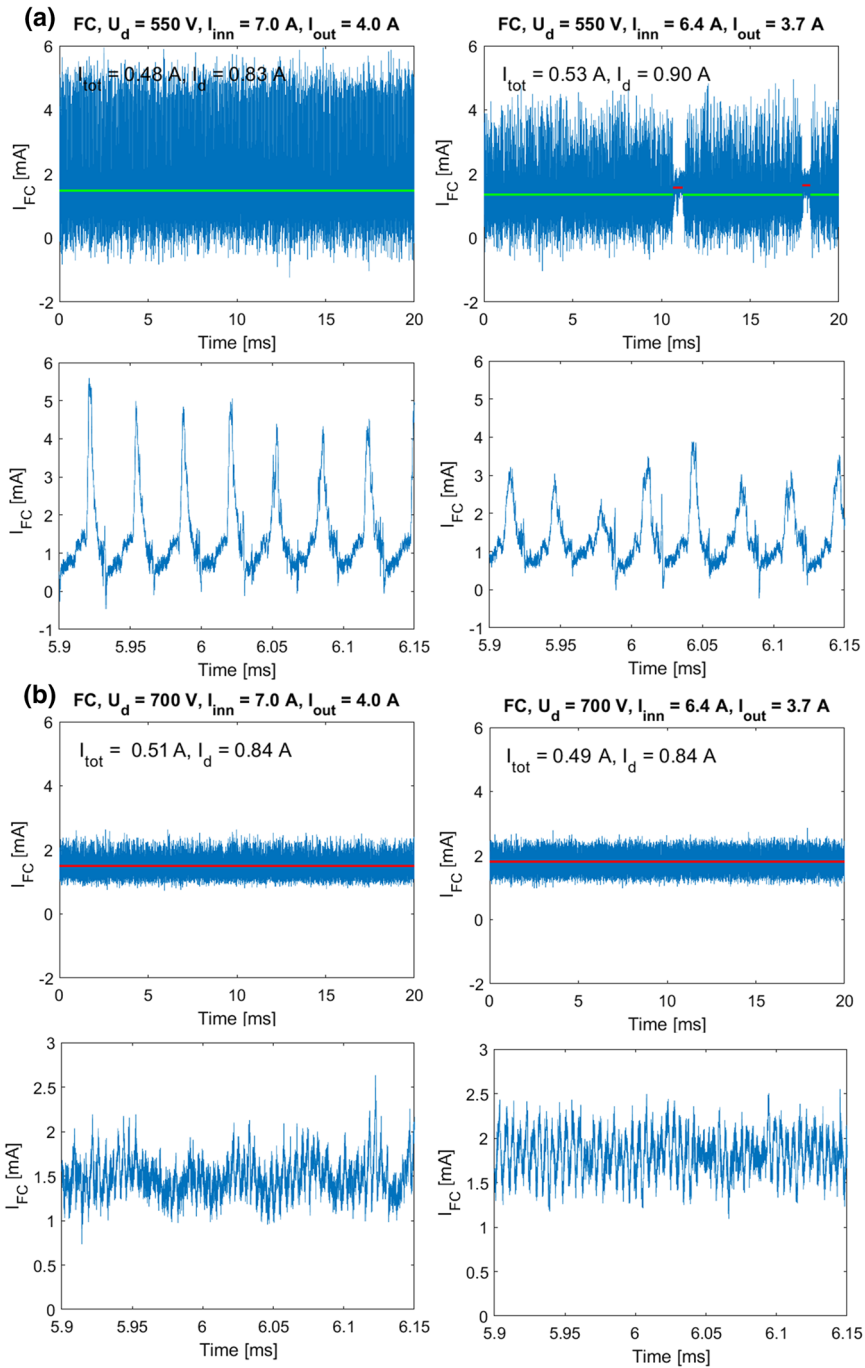 (a)
FC, U_d = 550 V, I_inn = 7.0 A, I_out = 4.0 A
I_tot = 0.48 A, I_d = 0.83 A
6
4
2
0
-2
I_FC [mA]
0 5 10 15 20
Time [ms]
FC, U_d = 550 V, I_inn = 6.4 A, I_out = 3.7 A
I_tot = 0.53 A, I_d = 0.90 A
6
4
2
0
-2
I_FC [mA]
0 5 10 15 20
Time [ms]
6
5
4
3
2
1
0
-1
I_FC [mA]
5.9 5.95 6 6.05 6.1 6.15
Time [ms]
6
5
4
3
2
1
0
-1
I_FC [mA]
5.9 5.95 6 6.05 6.1 6.15
Time [ms]
(b)
FC, U_d = 700 V, I_inn = 7.0 A, I_out = 4.0 A
I_tot = 0.51 A, I_d = 0.84 A
6
4
2
0
-2
I_FC [mA]
0 5 10 15 20
Time [ms]
FC, U_d = 700 V, I_inn = 6.4 A, I_out = 3.7 A
I_tot = 0.49 A, I_d = 0.84 A
6
4
2
0
-2
I_FC [mA]
0 5 10 15 20
Time [ms]
3
2.5
2
1.5
1
0.5
0
I_FC [mA]
5.9 5.95 6 6.05 6.1 6.15
Time [ms]
3
2.5
2
1.5
1
0.5
0
I_FC [mA]
5.9 5.95 6 6.05 6.1 6.15
Time [ms]